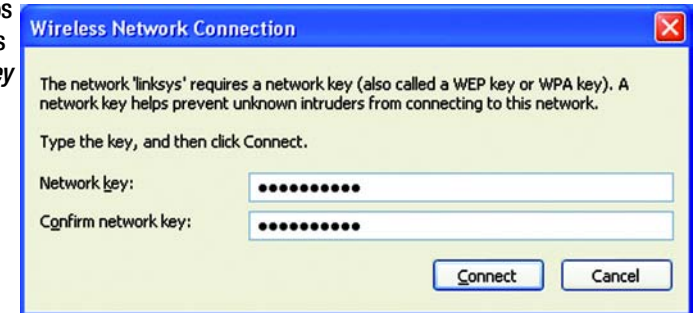 Wireless Network Connection
The network 'linksys' requires a network key (also called a WEP key or WPA key). A
network key helps prevent unknown intruders from connecting to this network.
Type the key, and then click Connect.
Network key:
●●●●●●●●●●
Confirm network key:
●●●●●●●●●●
Connect Cancel